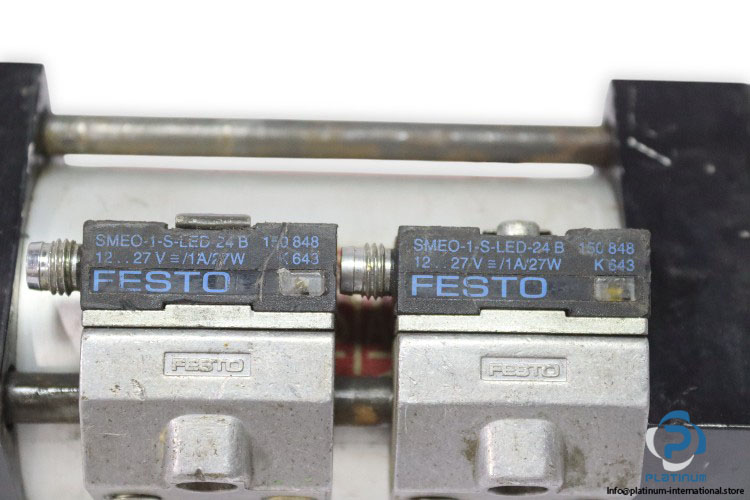 SMEO-1-S-LED-24 B 150 848
12...27 V ≂/1A/27W K 643
FESTO
SMEO-1-S-LED-24 B 150 848
12...27 V ≂/1A/27W K 643
FESTO
FESTO
FESTO
PLATINUM
INTERNATIONAL
Info@platinum-international.store